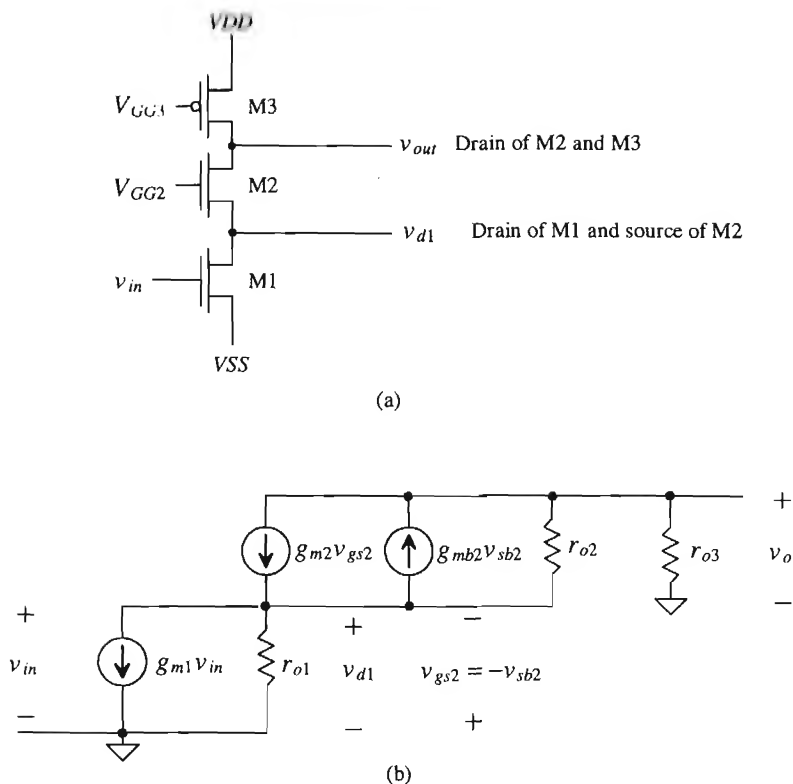 VDD
V_GG3 M3
v_out Drain of M2 and M3
V_GG2 M2
v_d1 Drain of M1 and source of M2
v_in M1
VSS
(a)
g_m2 v_gs2 g_mb2 v_sb2 r_o2 r_o3 + v_o −
+ v_in − g_m1 v_in r_o1 + v_d1 − − v_gs2 = −v_sb2 +
(b)